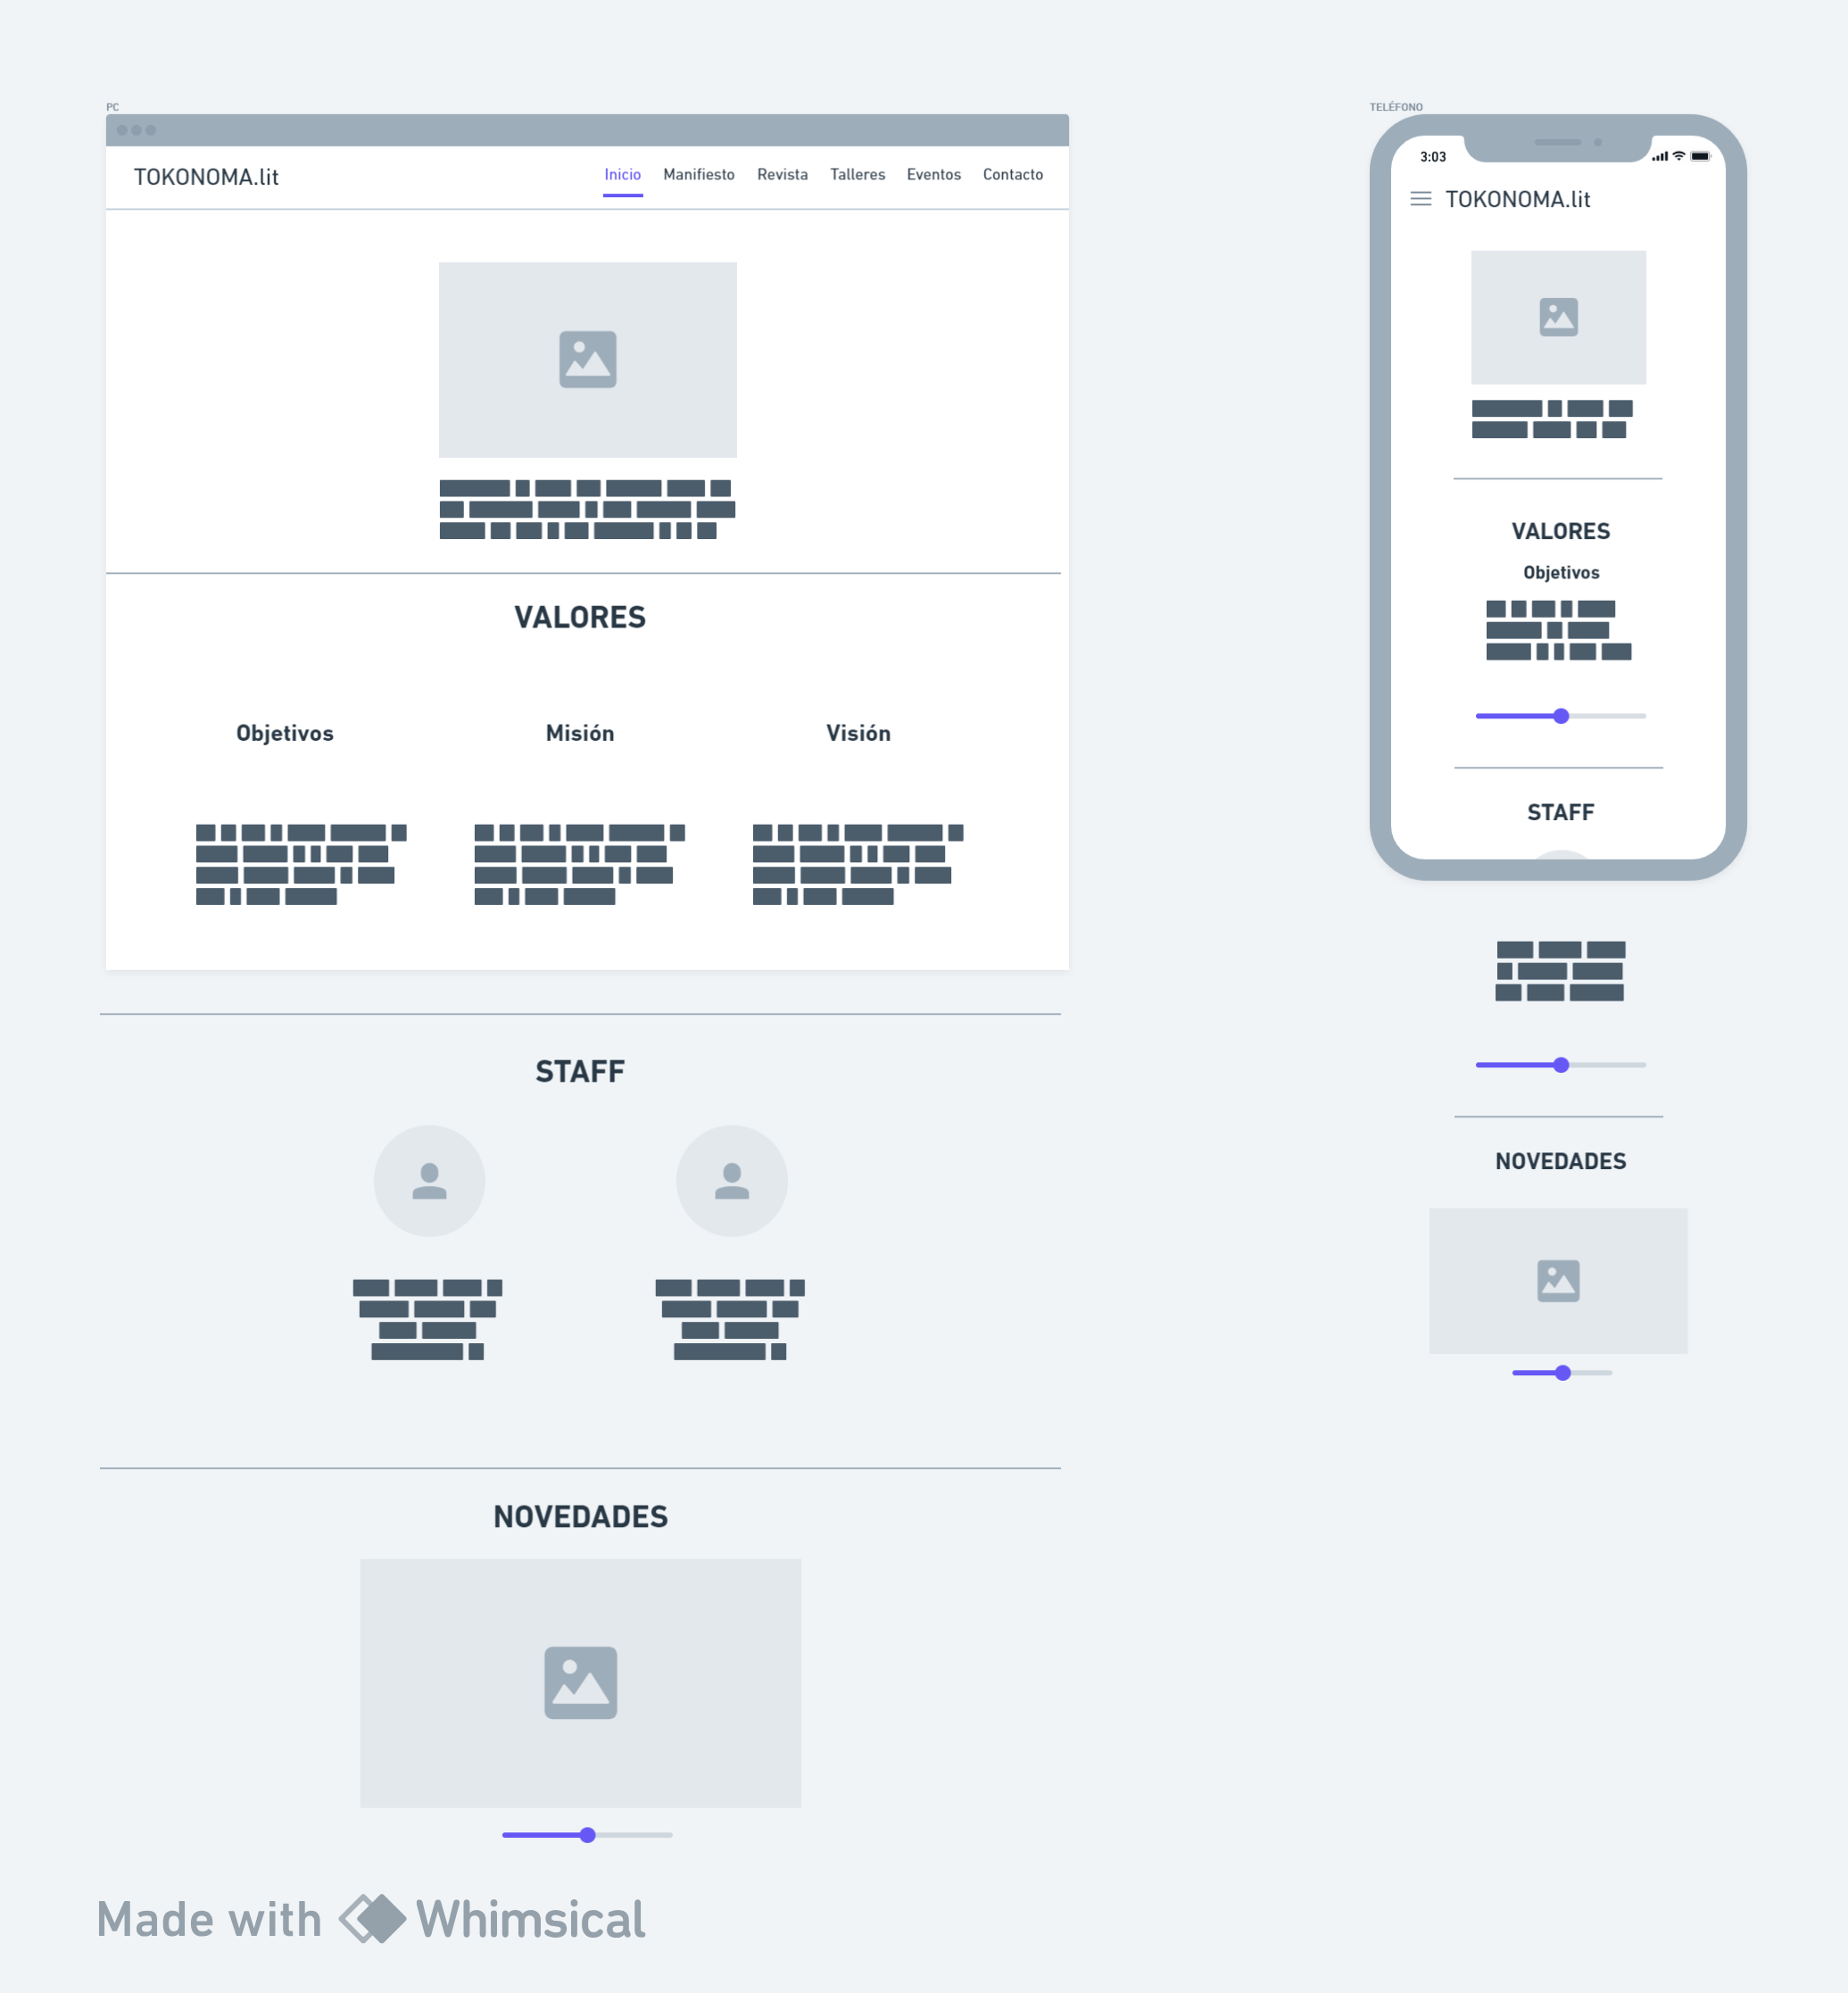 PC
TOKONOMA.lit
Inicio Manifiesto Revista Talleres Eventos Contacto
VALORES
Objetivos Misión Visión
STAFF
NOVEDADES
TELÉFONO
3:03
TOKONOMA.lit
VALORES
Objetivos
STAFF
NOVEDADES
Made with Whimsical